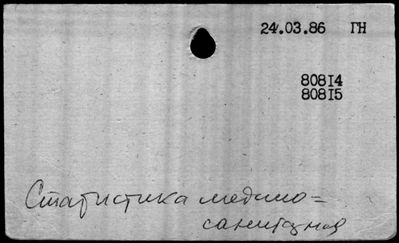 24.03.86 ГН
80814
80815
Статистика медико=
санитарная